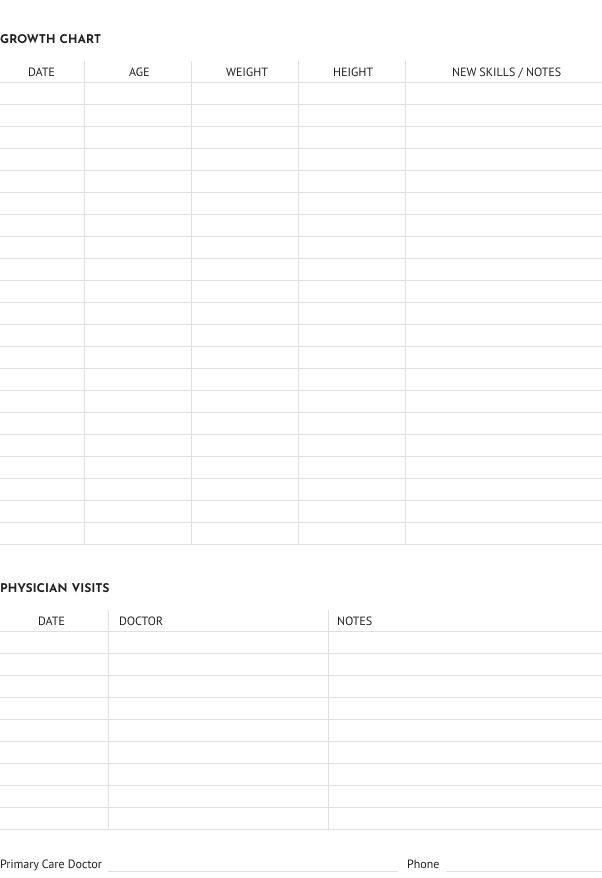 GROWTH CHART
DATE AGE WEIGHT HEIGHT NEW SKILLS / NOTES
PHYSICIAN VISITS
DATE DOCTOR NOTES
Primary Care Doctor Phone